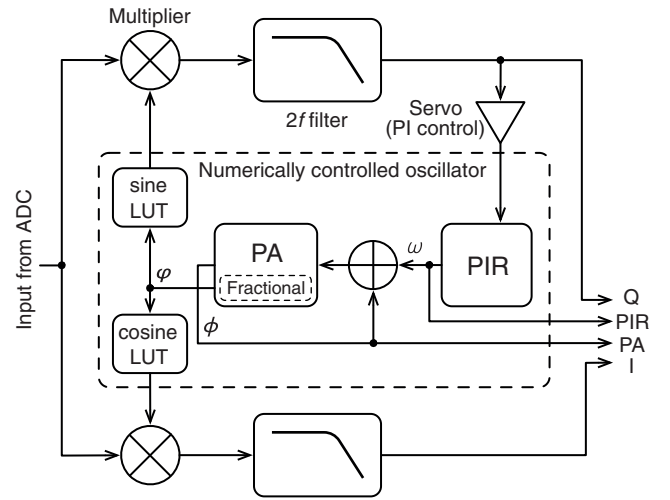 Multiplier
2f filter
Servo
(PI control)
Numerically controlled oscillator
sine
LUT
Input from ADC
φ
PA
Fractional
ω
PIR
ϕ
cosine
LUT
Q
PIR
PA
I